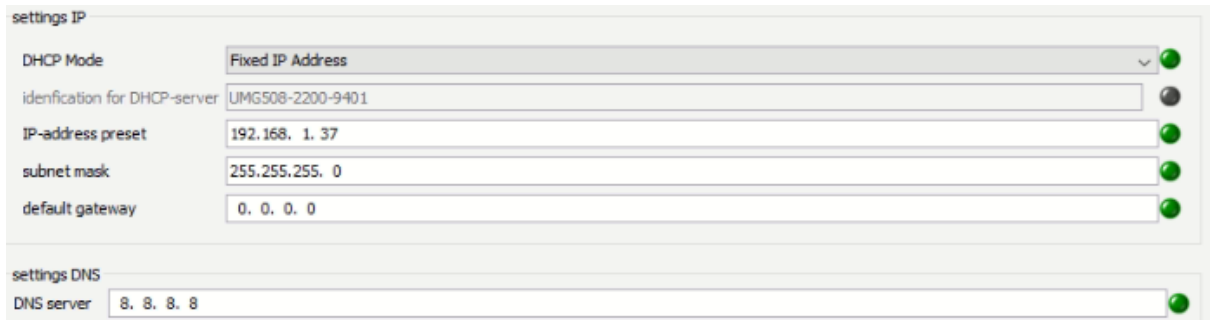 settings IP
DHCP Mode Fixed IP Address
idenfication for DHCP-server UMG508-2200-9401
IP-address preset 192.168. 1. 37
subnet mask 255.255.255. 0
default gateway 0. 0. 0. 0
settings DNS
DNS server 8. 8. 8. 8